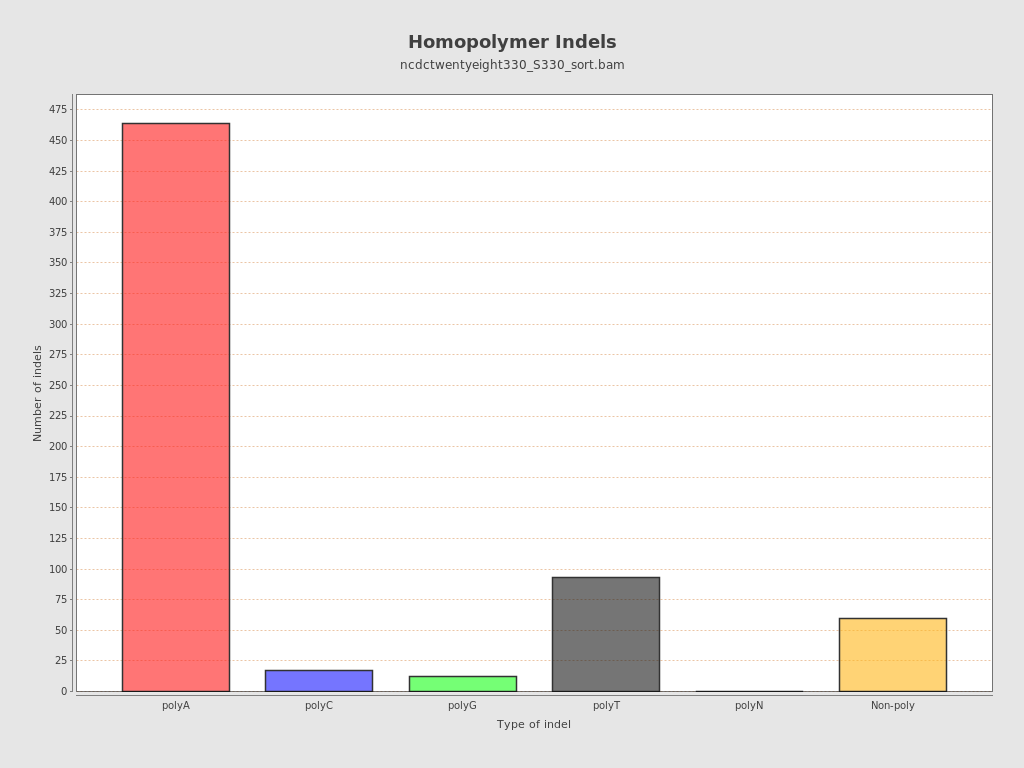 Homopolymer Indels
ncdctwentyeight330_S330_sort.bam
475
450
425
400
375
350
325
300
275
250
225
200
175
150
125
100
75
50
25
0
Number of indels
polyA
polyC
polyG
polyT
polyN
Non-poly
Type of indel